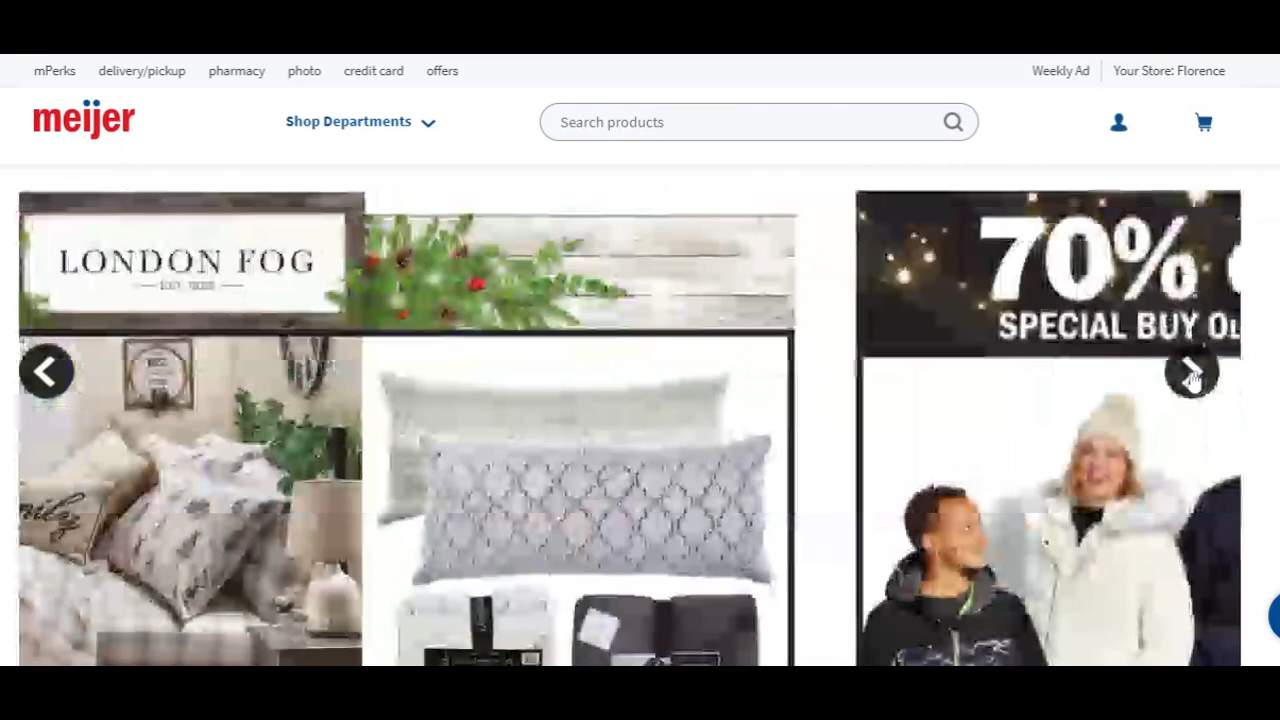 mPerks delivery/pickup pharmacy photo credit card offers
Weekly Ad Your Store: Florence
meijer
Shop Departments
Search products
LONDON FOG
70%
SPECIAL BUY